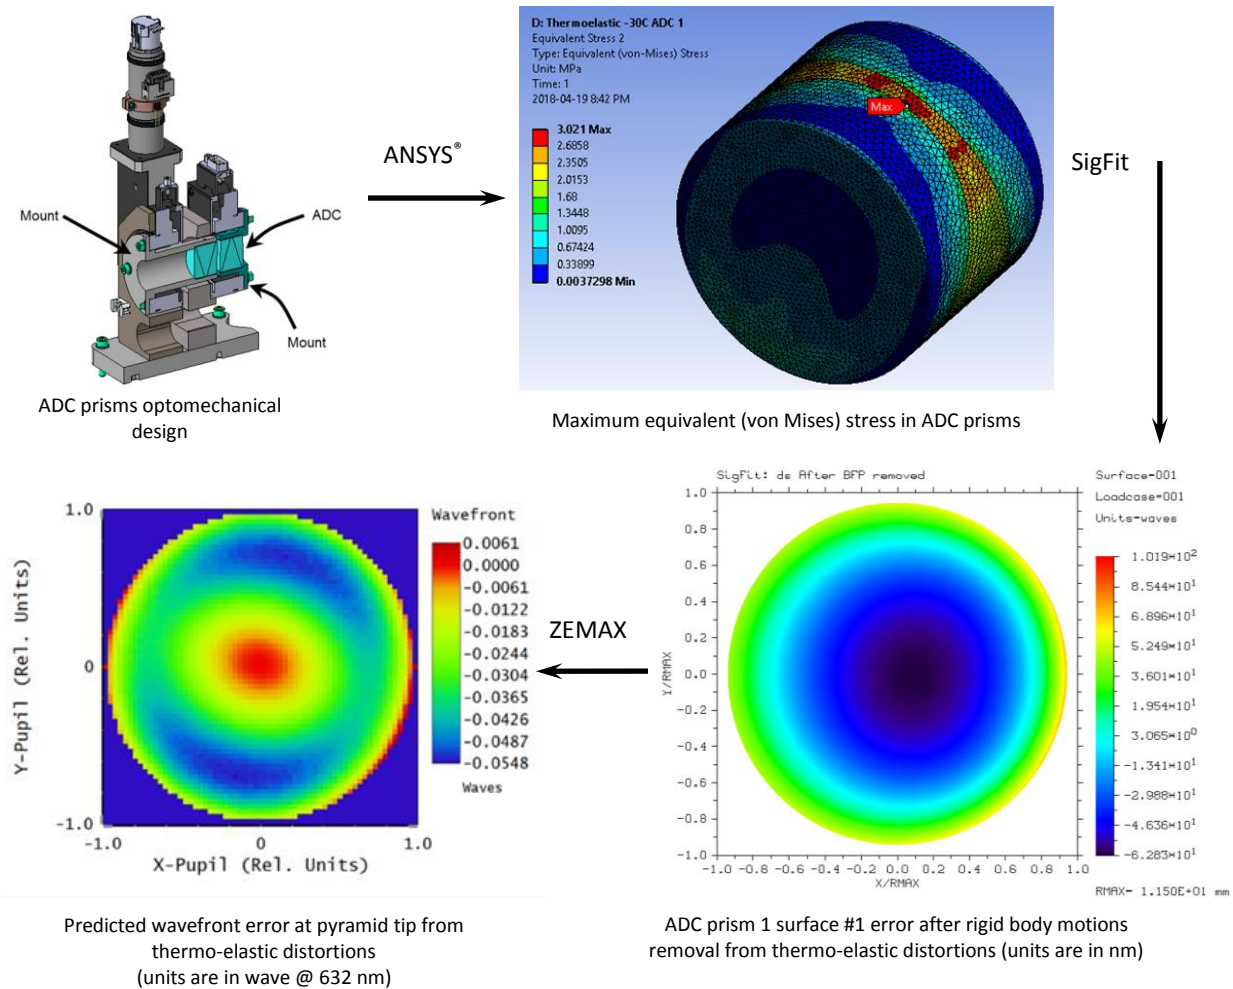 Mount
ADC
Mount
ADC prisms optomechanical
design
ANSYS®
D: Thermoelastic -30C ADC 1
Equivalent Stress 2
Type: Equivalent (von-Mises) Stress
Unit: MPa
Time: 1
2018-04-19 8:42 PM
3.021 Max
2.6858
2.3505
2.0153
1.68
1.3448
1.0095
0.67424
0.33899
0.0037298 Min
Max
Maximum equivalent (von Mises) stress in ADC prisms
SigFit
Wavefront
0.0061
0.0000
-0.0061
-0.0122
-0.0183
-0.0244
-0.0304
-0.0365
-0.0426
-0.0487
-0.0548
Waves
1.0
0
-1.0
Y-Pupil (Rel. Units)
-1.0
0
1.0
X-Pupil (Rel. Units)
Predicted wavefront error at pyramid tip from
thermo-elastic distortions
(units are in wave @ 632 nm)
ZEMAX
SigFit: ds After BFP removed
Surface-001
Loadcase-001
Units-waves
1.019×10²
8.544×10¹
6.896×10¹
5.249×10¹
3.601×10¹
1.954×10¹
3.065×10⁰
-1.341×10¹
-2.988×10¹
-4.636×10¹
-6.283×10¹
RMAX- 1.150E+01 mm
1.0
0.8
0.6
0.4
0.2
0.0
-0.2
-0.4
-0.6
-0.8
-1.0
Y/RMAX
-1.0 -0.8 -0.6 -0.4 -0.2 0.0 0.2 0.4 0.6 0.8 1.0
X/RMAX
ADC prism 1 surface #1 error after rigid body motions
removal from thermo-elastic distortions (units are in nm)